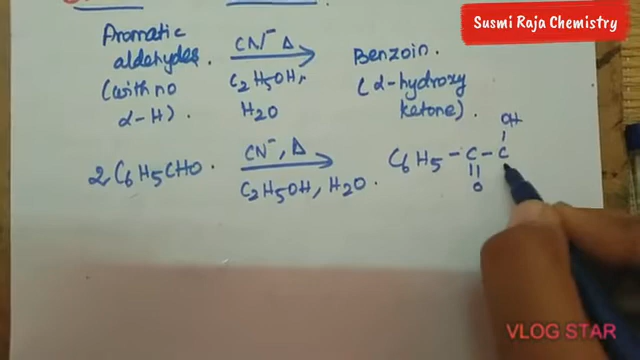 Susmi Raja Chemistry
Aromatic
aldehydes.
(with no
α-H).
CN⁻ Δ
C2H5OH,
H2O
Benzoin.
(α-hydroxy
ketone).
2C6H5CHO.
CN⁻, Δ
C2H5OH, H2O.
OH
C6H5-C-C
O
VLOG STAR